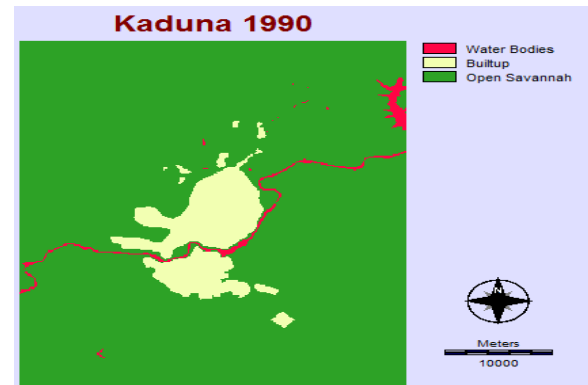 Kaduna 1990
Water Bodies
Builtup
Open Savannah
N
Meters
10000